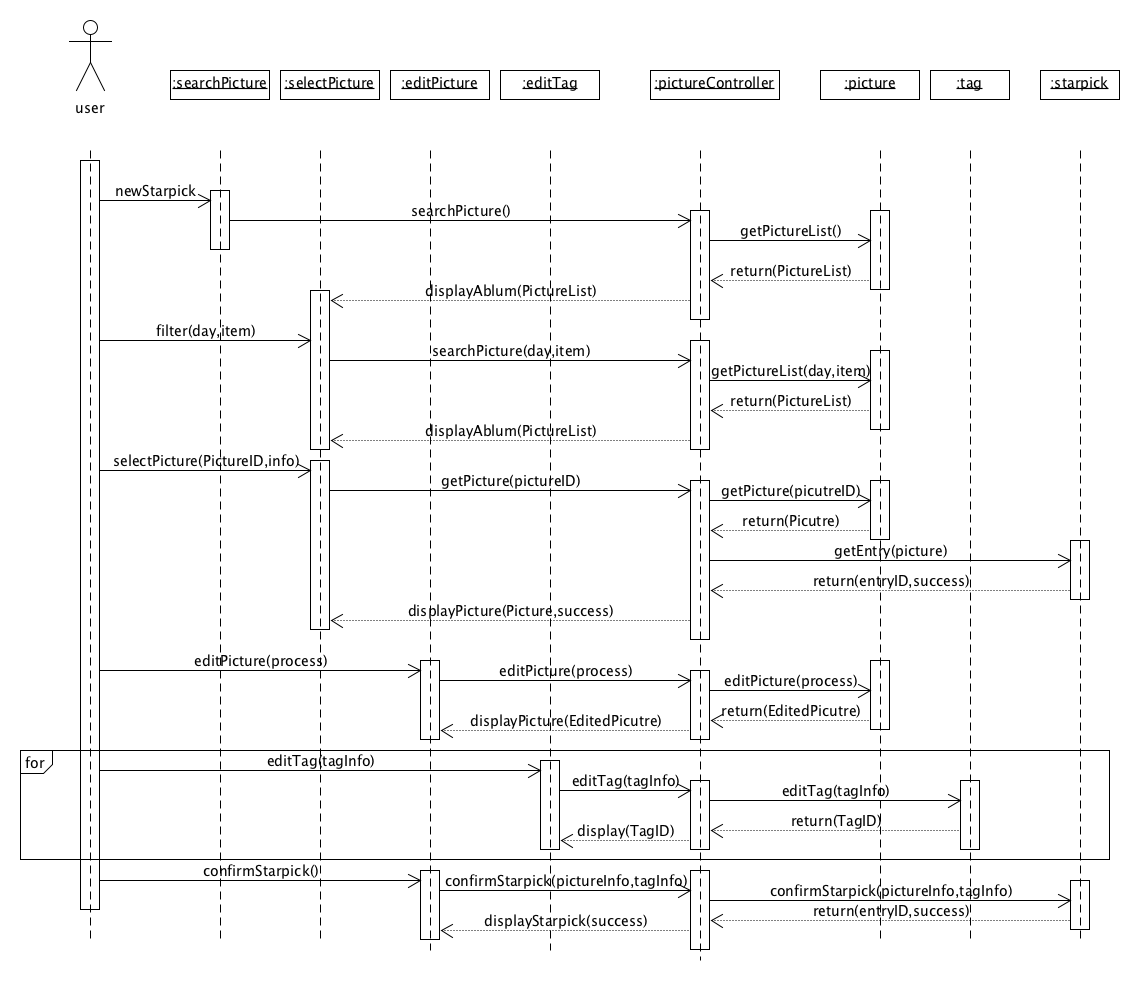 user
:searchPicture
:selectPicture
:editPicture
:editTag
:pictureController
:picture
:tag
:starpick
newStarpick
searchPicture()
getPictureList()
return(PictureList)
displayAblum(PictureList)
filter(day,item)
searchPicture(day,item)
getPictureList(day,item)
return(PictureList)
displayAblum(PictureList)
selectPicture(PictureID,info)
getPicture(pictureID)
getPicture(picutreID)
return(Picutre)
getEntry(picture)
return(entryID,success)
displayPicture(Picture,success)
editPicture(process)
editPicture(process)
editPicture(process)
return(EditedPicutre)
displayPicture(EditedPicutre)
for
editTag(tagInfo)
editTag(tagInfo)
editTag(tagInfo)
return(TagID)
display(TagID)
confirmStarpick()
confirmStarpick(pictureInfo,tagInfo)
confirmStarpick(pictureInfo,tagInfo)
return(entryID,success)
displayStarpick(success)